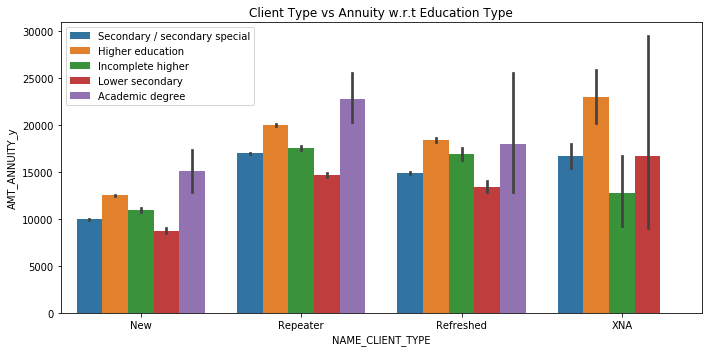 Client Type vs Annuity w.r.t Education Type
Secondary / secondary special
Higher education
Incomplete higher
Lower secondary
Academic degree
30000
25000
20000
15000
10000
5000
0
AMT_ANNUITY_y
New
Repeater
Refreshed
XNA
NAME_CLIENT_TYPE